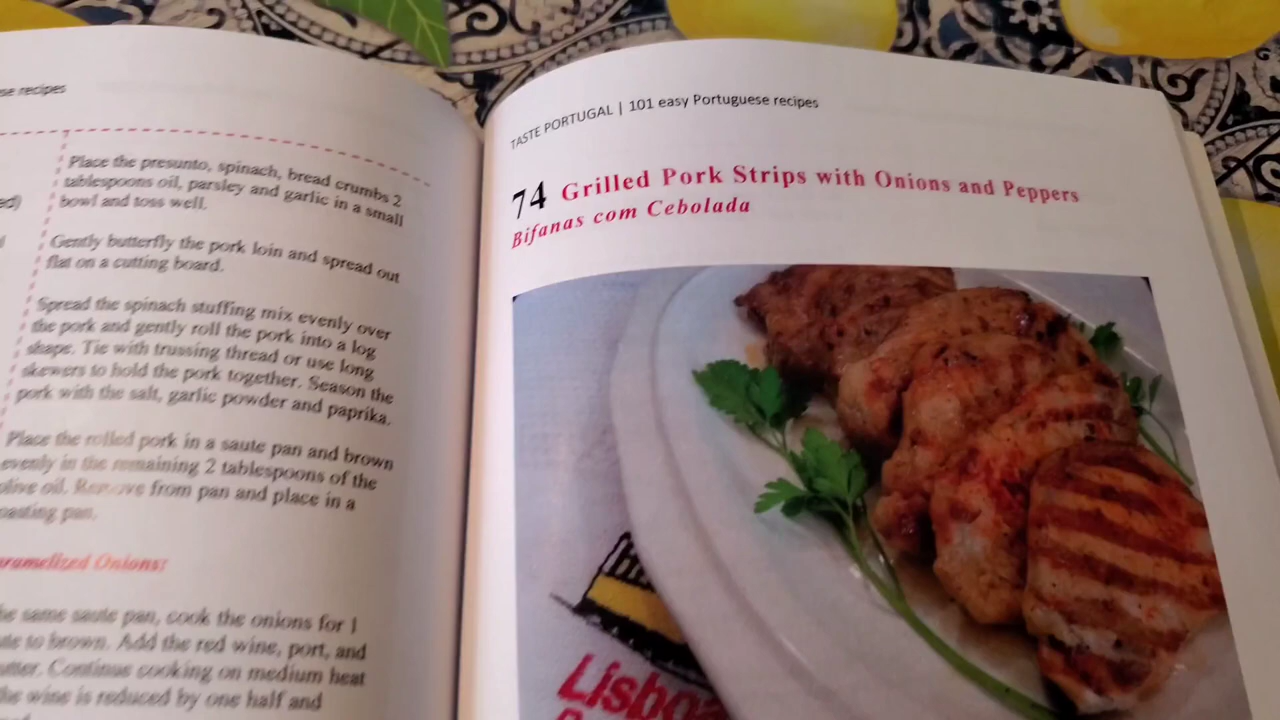 se recipes
Place the presunto, spinach, bread crumbs 2
tablespoons oil, parsley and garlic in a small
bowl and toss well.
Gently butterfly the pork loin and spread out
flat on a cutting board.
Spread the spinach stuffing mix evenly over
the pork and gently roll the pork into a log
shape. Tie with trussing thread or use long
skewers to hold the pork together. Season the
pork with the salt, garlic powder and paprika.
Place the rolled pork in a saute pan and brown
evenly in the remaining 2 tablespoons of the
olive oil. Remove from pan and place in a
oasting pan.
aramelized Onions:
he same saute pan, cook the onions for 1
ute to brown. Add the red wine, port, and
utter. Continue cooking on medium heat
he wine is reduced by one half and
ed)
TASTE PORTUGAL | 101 easy Portuguese recipes
74 Grilled Pork Strips with Onions and Peppers
Bifanas com Cebolada
Lisboa